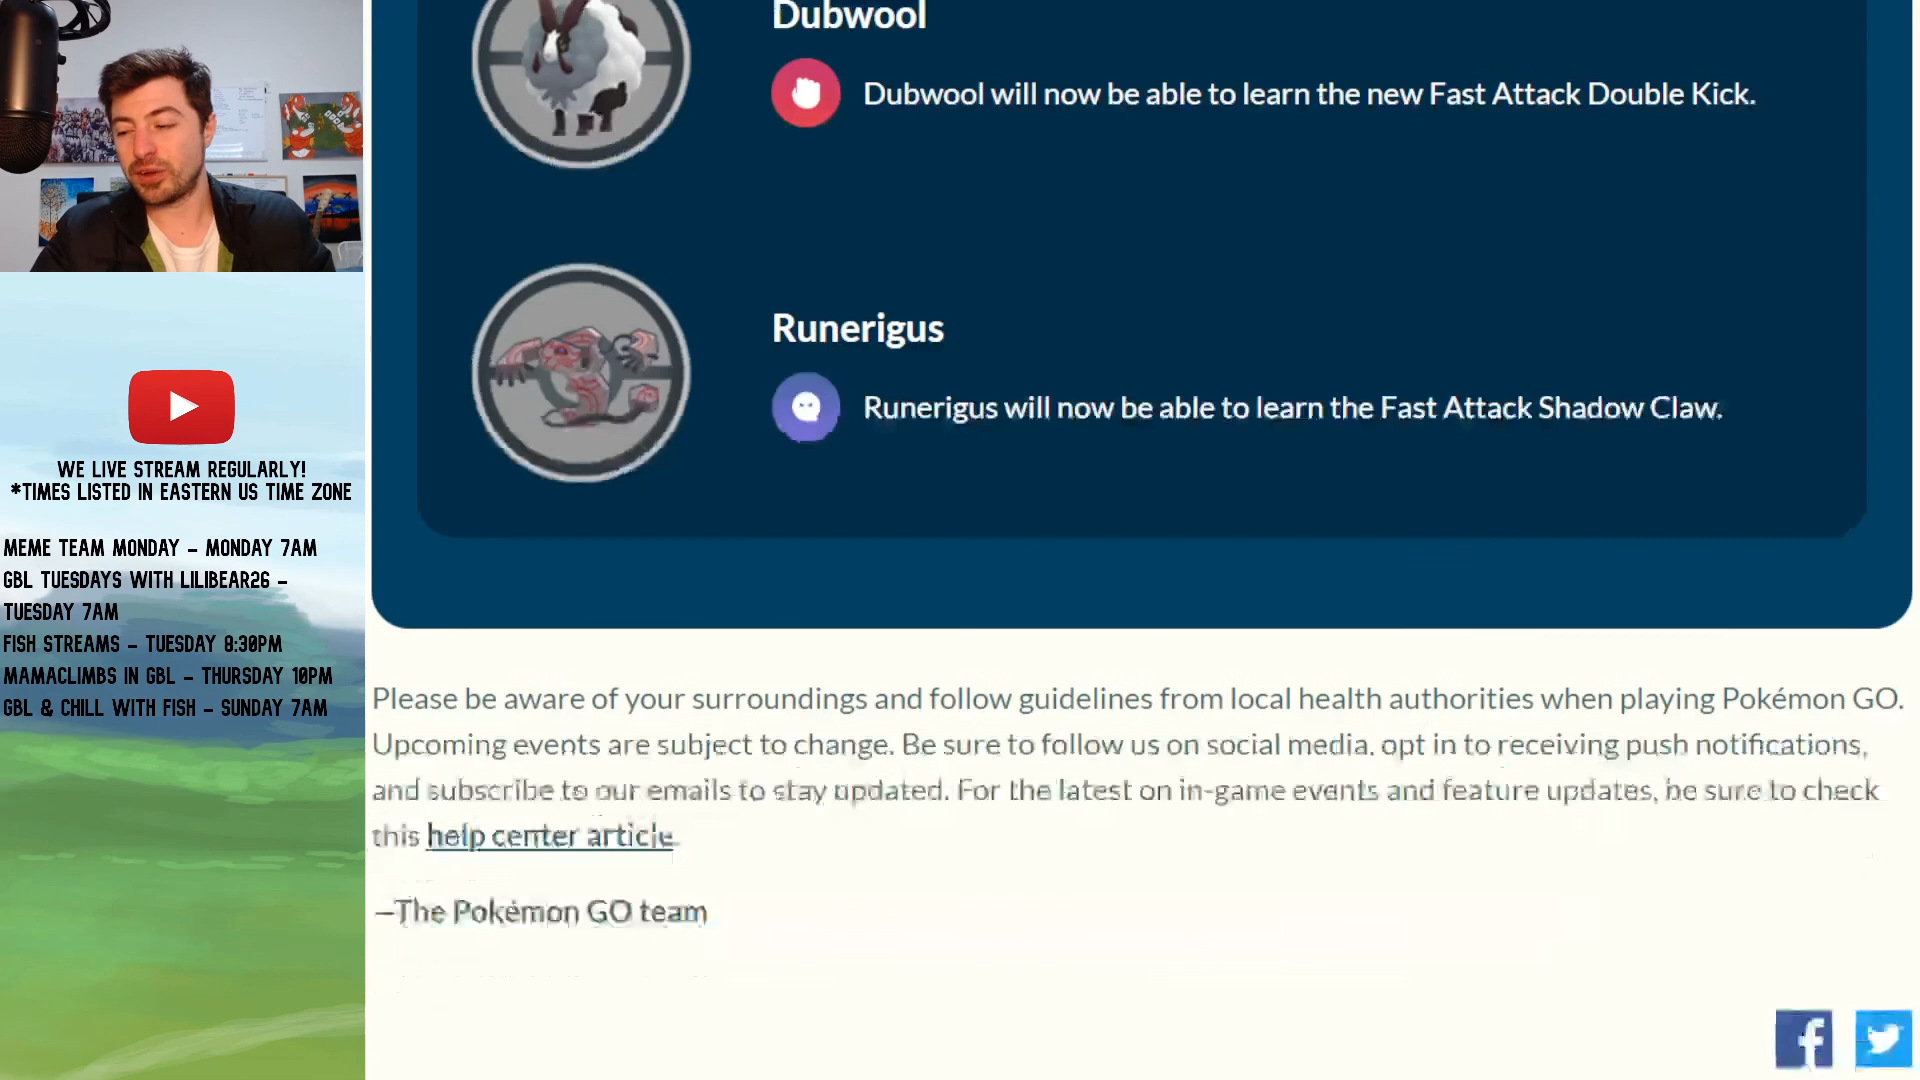 Dubwool
Dubwool will now be able to learn the new Fast Attack Double Kick.
Runerigus
Runerigus will now be able to learn the Fast Attack Shadow Claw.
WE LIVE STREAM REGULARLY!
*TIMES LISTED IN EASTERN US TIME ZONE
MEME TEAM MONDAY - MONDAY 7AM
GBL TUESDAYS WITH LILIBEAR26 -
TUESDAY 7AM
FISH STREAMS - TUESDAY 8:30PM
MAMACLIMBS IN GBL - THURSDAY 10PM
GBL & CHILL WITH FISH - SUNDAY 7AM
Please be aware of your surroundings and follow guidelines from local health authorities when playing Pokémon GO.
Upcoming events are subject to change. Be sure to follow us on social media, opt in to receiving push notifications,
and subscribe to our emails to stay updated. For the latest on in-game events and feature updates, be sure to check
this help center article.
—The Pokémon GO team